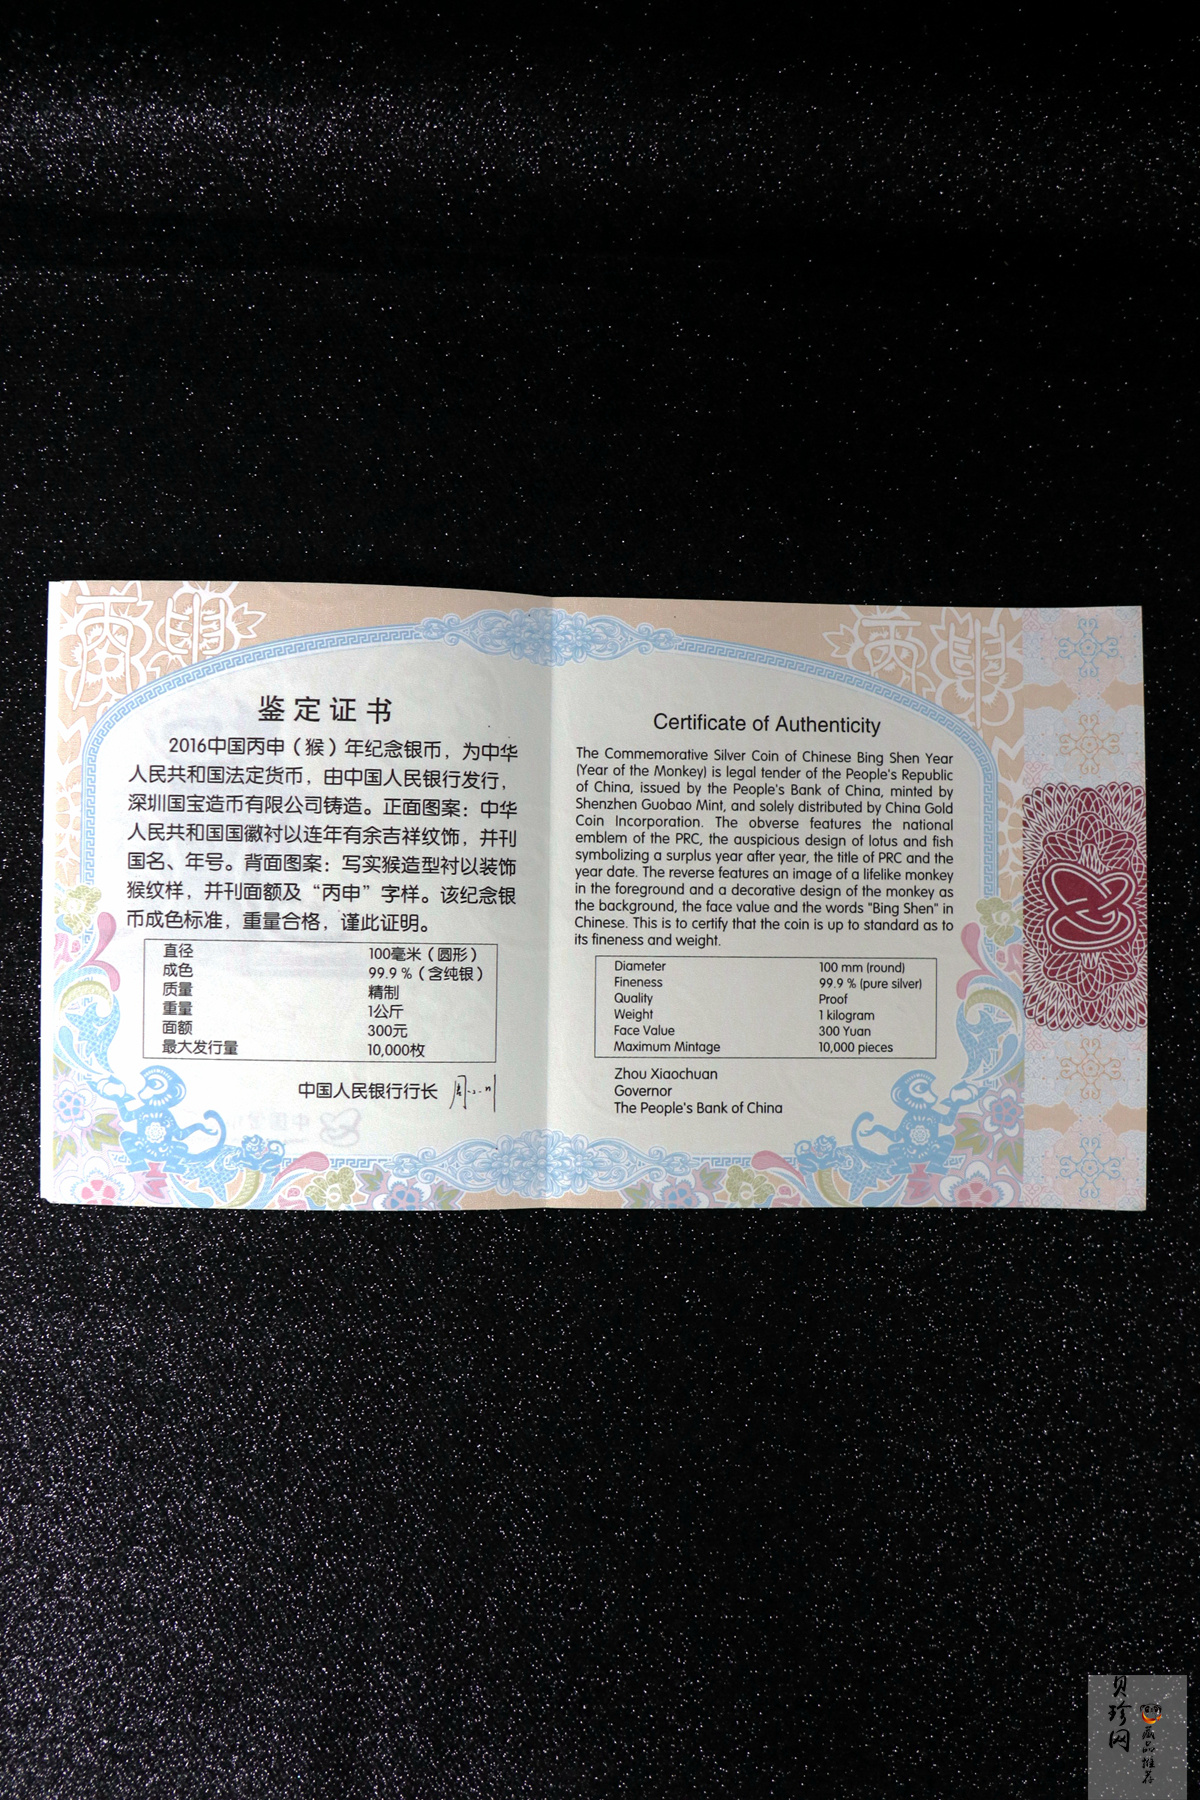 鉴定证书
2016中国丙申（猴）年纪念银币，为中华
人民共和国法定货币，由中国人民银行发行，
深圳国宝造币有限公司铸造。正面图案：中华
人民共和国国徽衬以连年有余吉祥纹饰，并刊
国名、年号。背面图案：写实猴造型衬以装饰
猴纹样，并刊面额及“丙申”字样。该纪念银
币成色标准，重量合格，谨此证明。
直径 100毫米（圆形）
成色 99.9％（含纯银）
质量 精制
重量 1公斤
面额 300元
最大发行量 10,000枚
中国人民银行行长
Certificate of Authenticity
The Commemorative Silver Coin of Chinese Bing Shen Year
(Year of the Monkey) is legal tender of the People's Republic
of China, issued by the People's Bank of China, minted by
Shenzhen Guobao Mint, and solely distributed by China Gold
Coin Incorporation. The obverse features the national
emblem of the PRC, the auspicious design of lotus and fish
symbolizing a surplus year after year, the title of PRC and the
year date. The reverse features an image of a lifelike monkey
in the foreground and a decorative design of the monkey as
the background, the face value and the words "Bing Shen" in
Chinese. This is to certify that the coin is up to standard as to
its fineness and weight.
Diameter 100 mm (round)
Fineness 99.9 % (pure silver)
Quality Proof
Weight 1 kilogram
Face Value 300 Yuan
Maximum Mintage 10,000 pieces
Zhou Xiaochuan
Governor
The People's Bank of China
贝珍网
藏品推荐